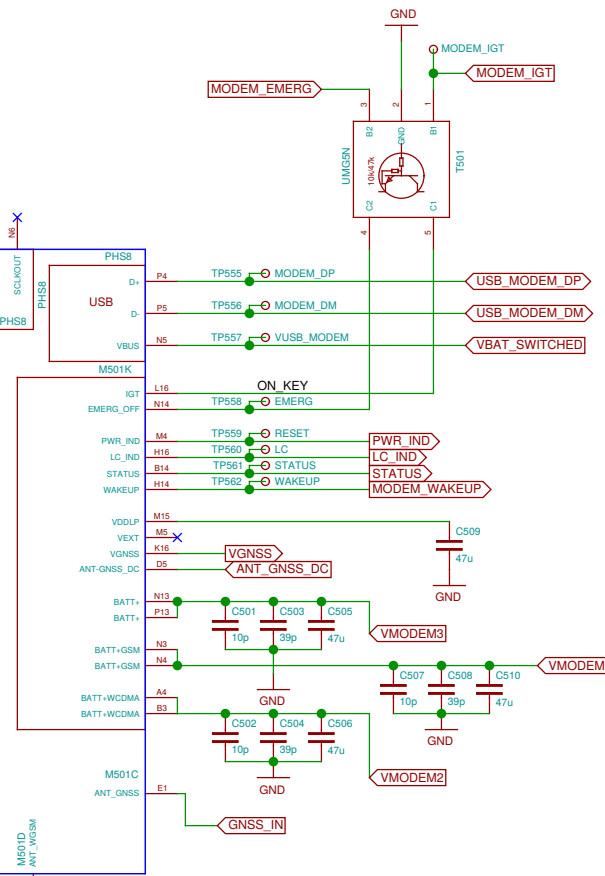 GND
MODEM_IGT
MODEM_IGT
MODEM_EMERG
3
2
1
B2
GND
B1
UMG5N
10k/47k
T501
C2
C1
4
5
N6
SCLKOUT
PHS8
PHS8
PHS8
USB
D+
P4
TP555
MODEM_DP
USB_MODEM_DP
D-
P5
TP556
MODEM_DM
USB_MODEM_DM
VBUS
N5
TP557
VUSB_MODEM
VBAT_SWITCHED
M501K
IGT
L16
ON_KEY
EMERG_OFF
N14
TP558
EMERG
PWR_IND
M4
TP559
RESET
PWR_IND
LC_IND
H16
TP560
LC
LC_IND
STATUS
B14
TP561
STATUS
STATUS
WAKEUP
H14
TP562
WAKEUP
MODEM_WAKEUP
VDDLP
M15
C509
47u
GND
VEXT
M5
VGNSS
K16
VGNSS
ANT-GNSS_DC
D5
ANT_GNSS_DC
BATT+
N13
BATT+
P13
C501
C503
C505
10p
39p
47u
VMODEM3
GND
BATT+GSM
N3
BATT+GSM
N4
VMODEM
C507
C508
C510
10p
39p
47u
GND
BATT+WCDMA
A4
BATT+WCDMA
B3
C502
C504
C506
10p
39p
47u
GND
VMODEM2
M501C
ANT_GNSS
E1
GNSS_IN
M501D
ANT_WGSM